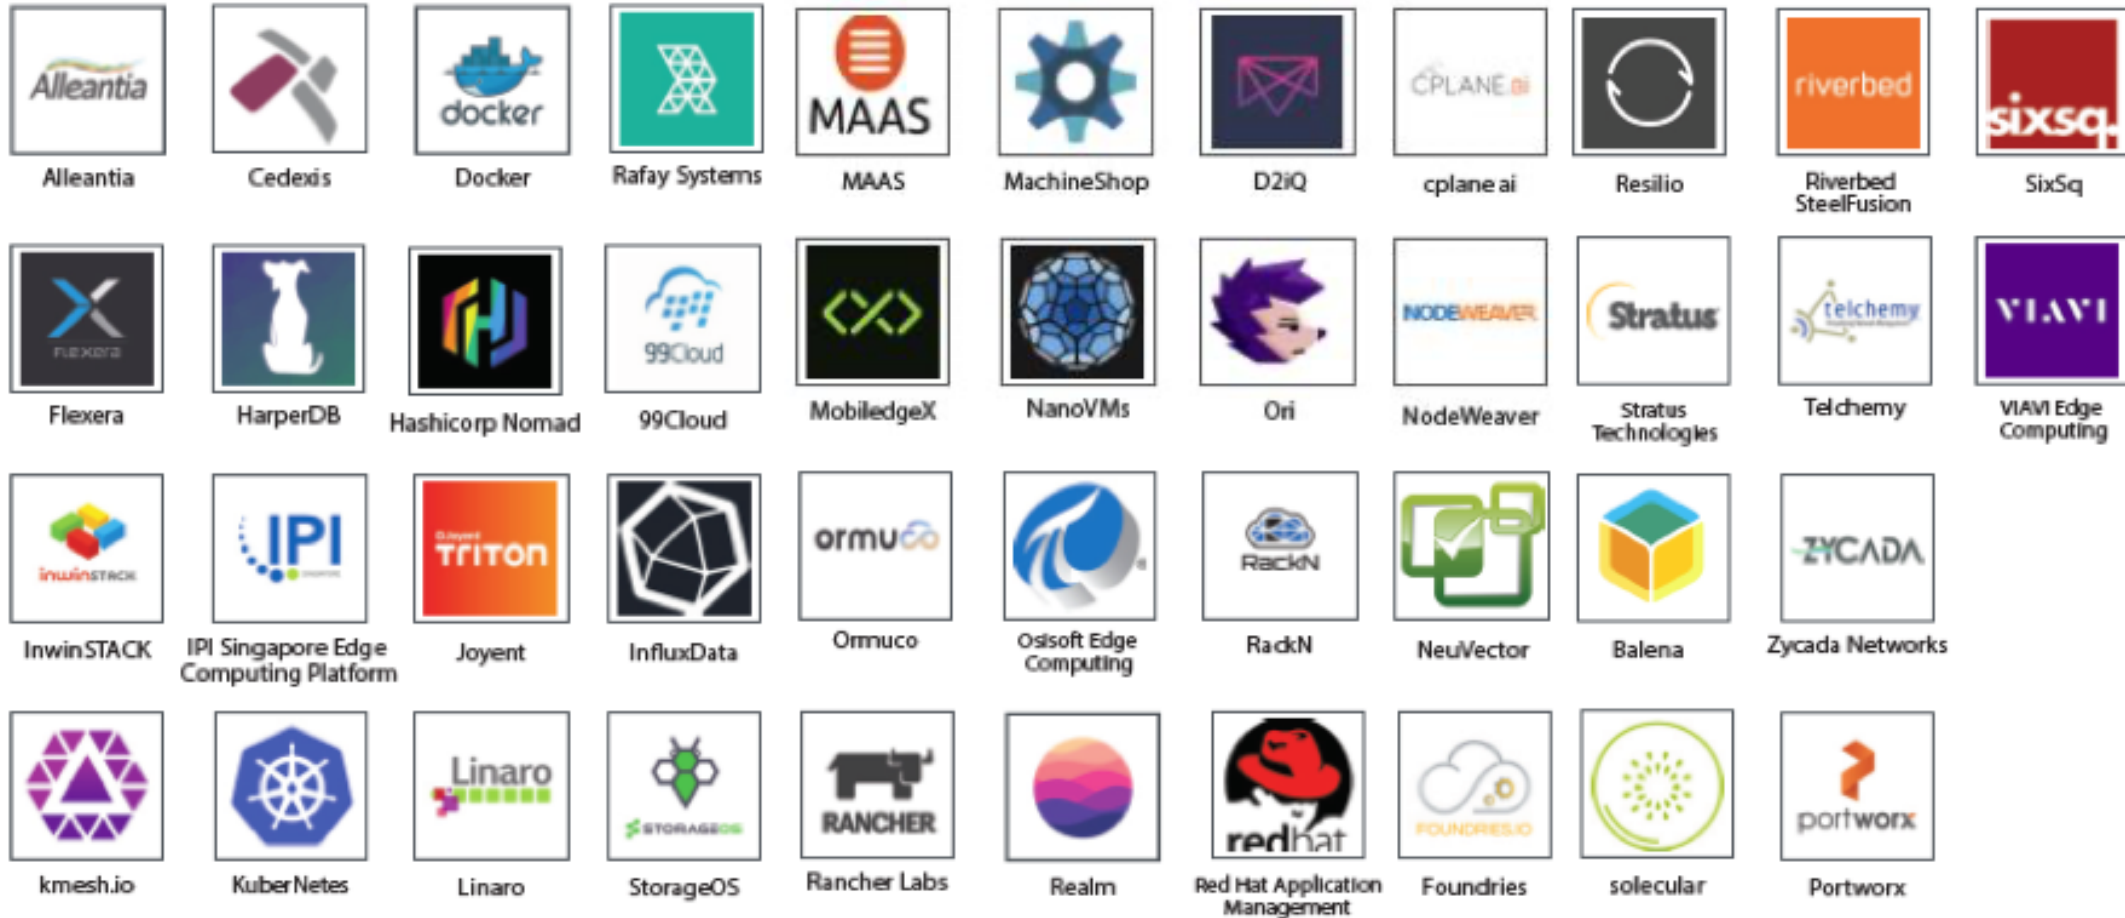 Alleantia
docker
MAAS
CPLANE.ai
riverbed
sixsq.
Alleantia
Cedexis
Docker
Rafay Systems
MAAS
MachineShop
D2iQ
cplane ai
Resilio
Riverbed
SteelFusion
SixSq
FLEXERA
99Cloud
NODEWEAVER
Stratus
telchemy
VIAVI
Flexera
HarperDB
Hashicorp Nomad
99Cloud
MobiledgeX
NanoVMs
Ori
NodeWeaver
Stratus
Technologies
Telchemy
VIAVI Edge
Computing
inwinSTACK
IPI
Joyent
TRITON
ormuco
RackN
ZYCADA
InwinSTACK
IPI Singapore Edge
Computing Platform
Joyent
InfluxData
Ormuco
Osisoft Edge
Computing
RackN
NeuVector
Balena
Zycada Networks
Linaro
STORAGEOS
RANCHER
redhat
FOUNDRIES.IO
portworx
kmesh.io
KuberNetes
Linaro
StorageOS
Rancher Labs
Realm
Red Hat Application
Management
Foundries
solecular
Portworx